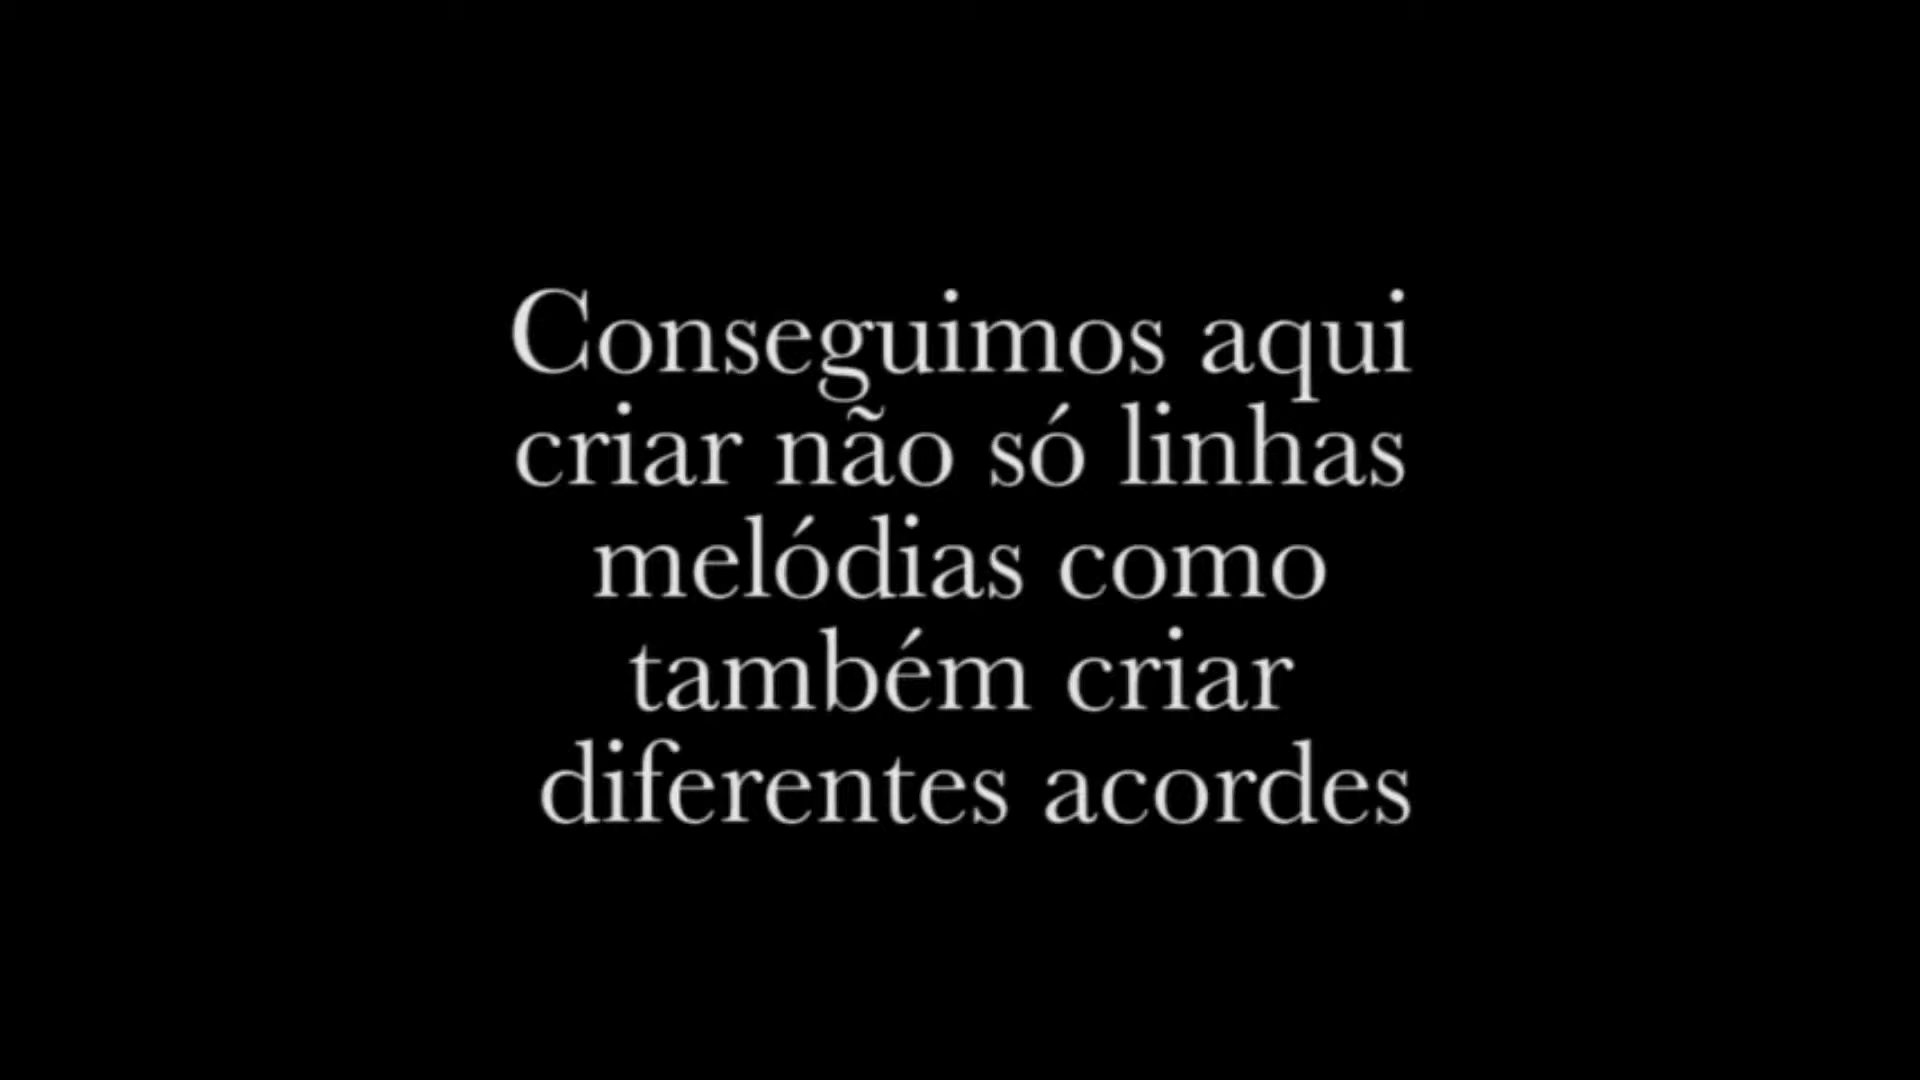 Conseguimos aqui
criar não só linhas
melódias como
também criar
diferentes acordes